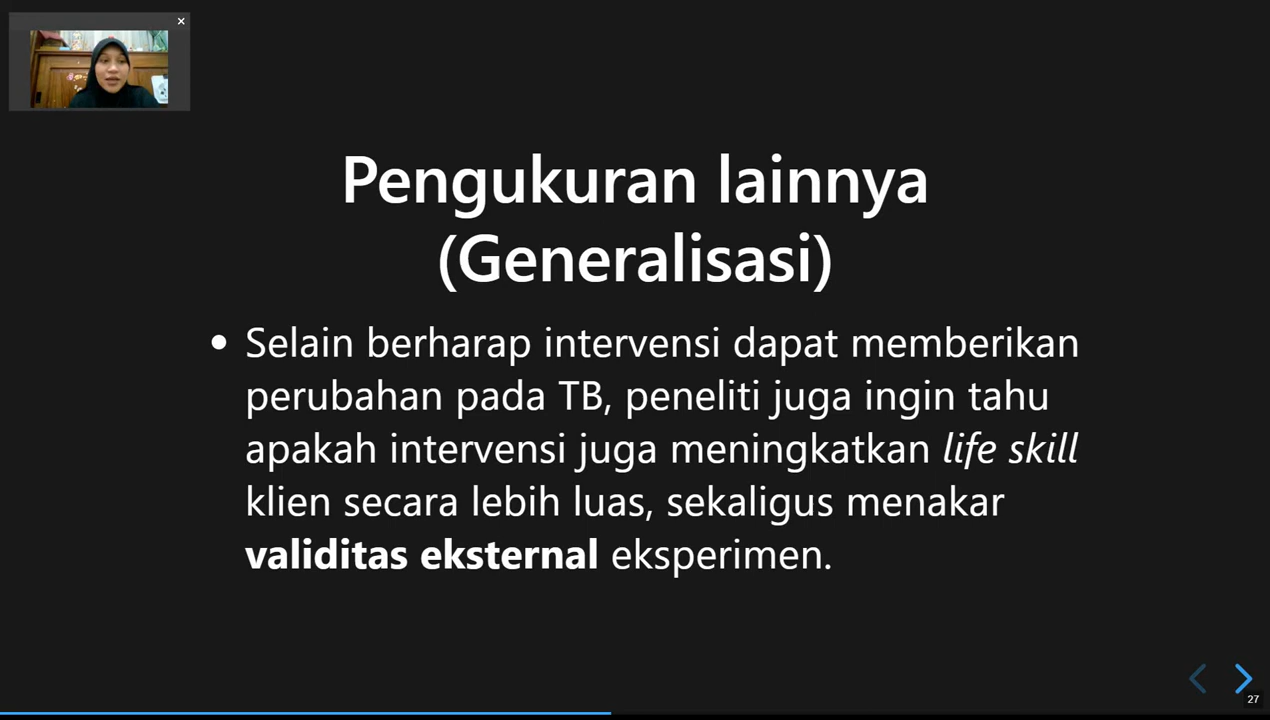 Pengukuran lainnya
(Generalisasi)
• Selain berharap intervensi dapat memberikan
perubahan pada TB, peneliti juga ingin tahu
apakah intervensi juga meningkatkan life skill
klien secara lebih luas, sekaligus menakar
validitas eksternal eksperimen.
27